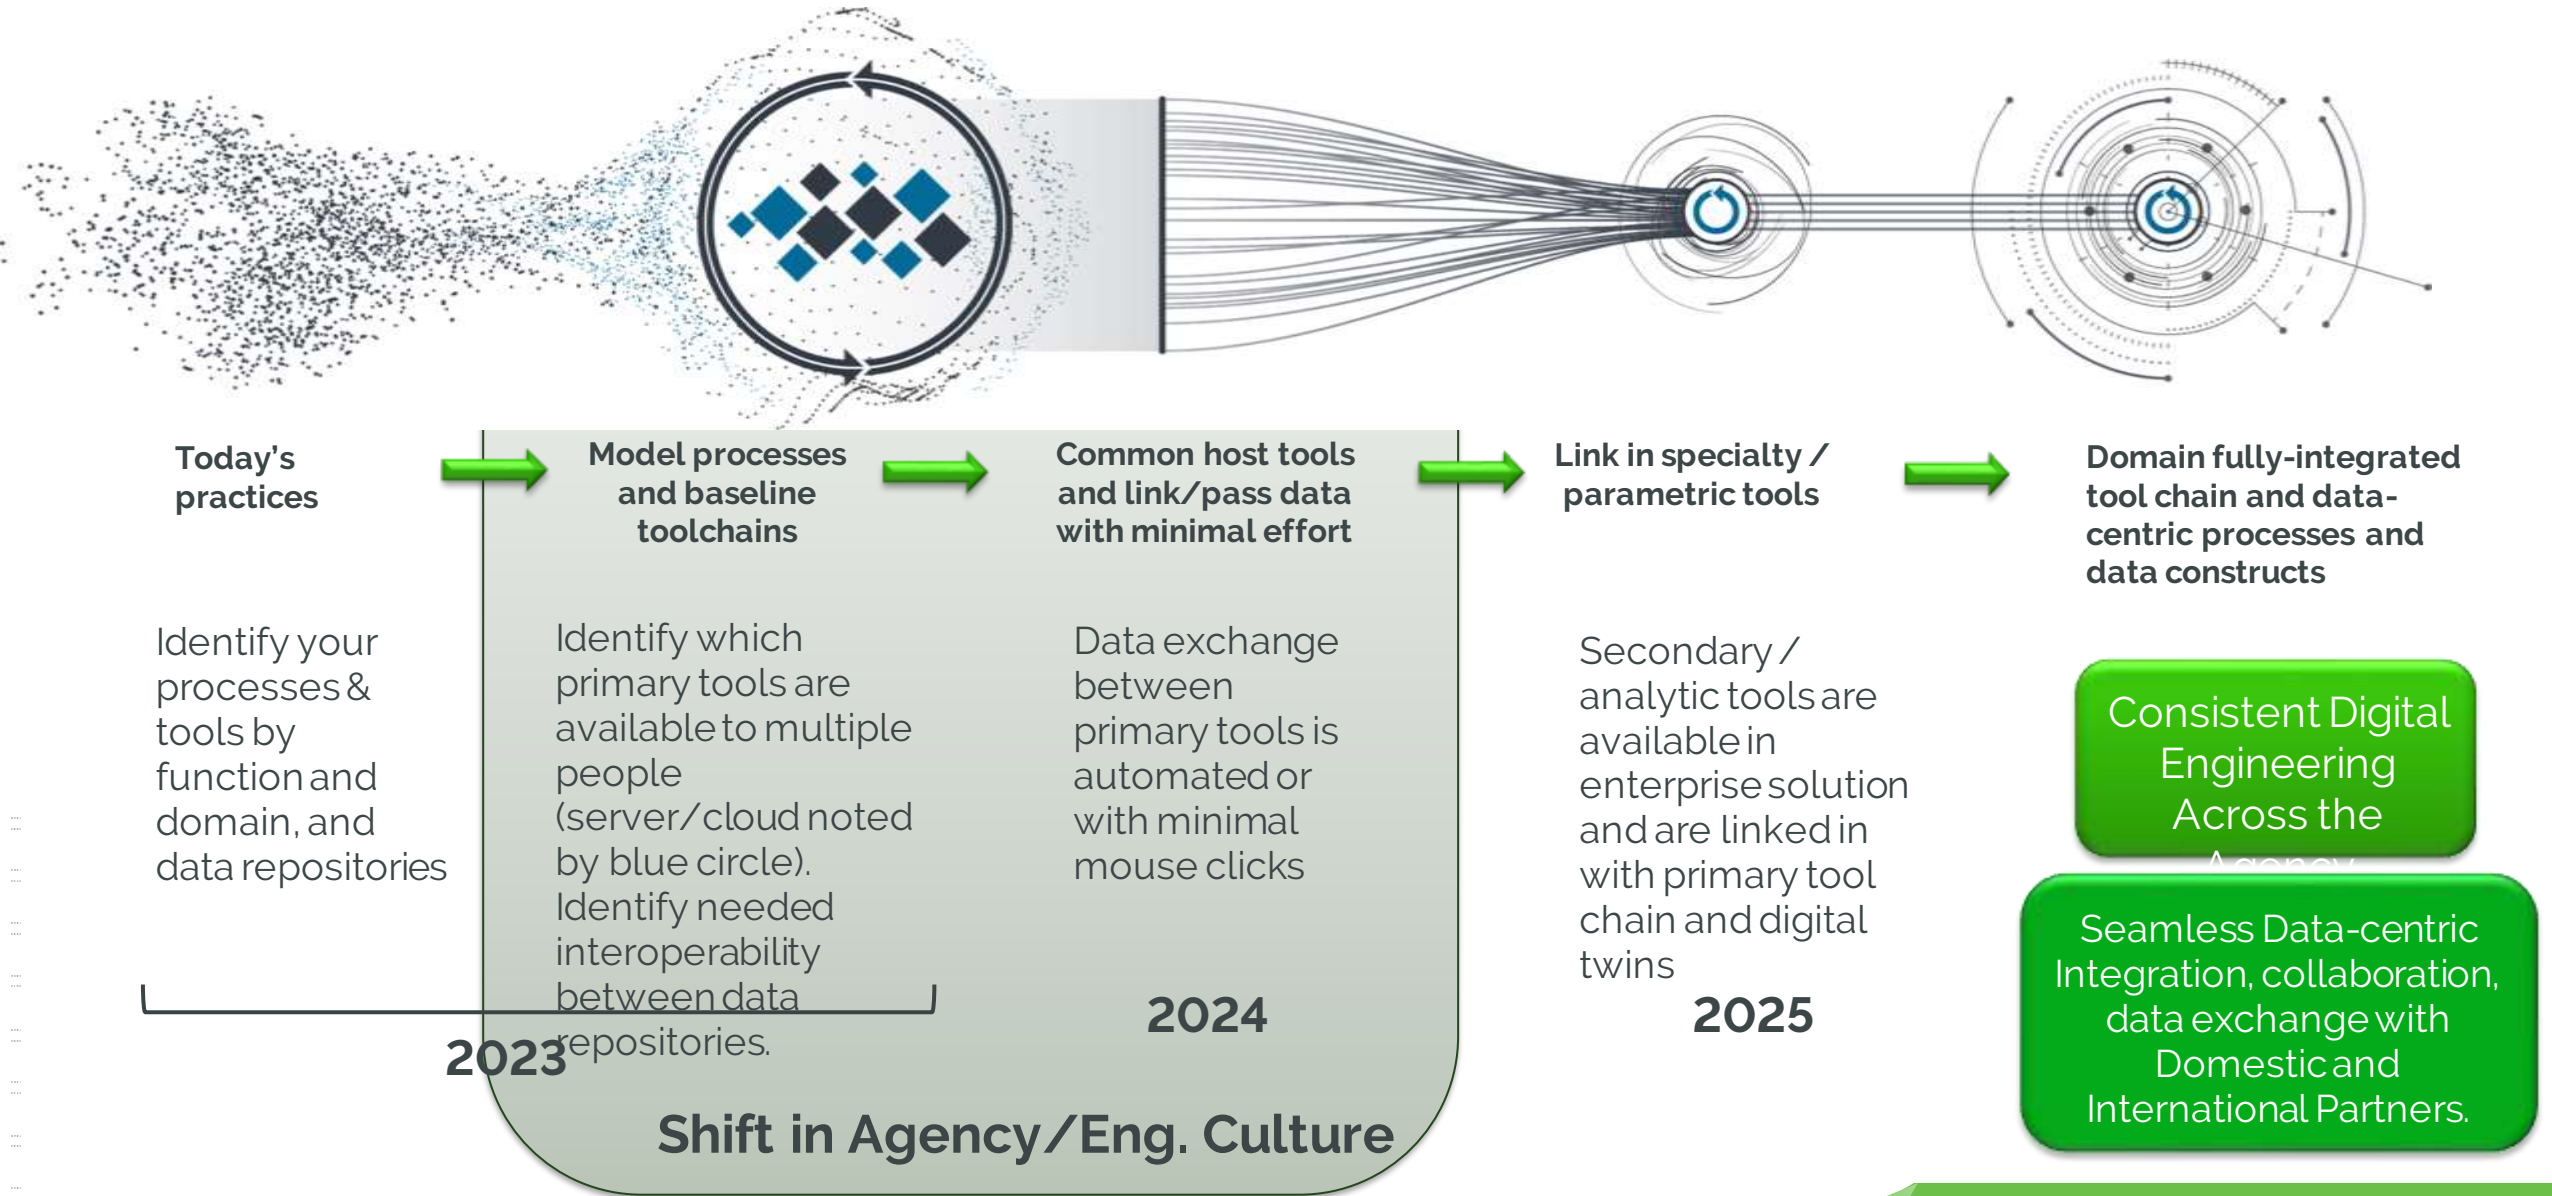 Today's
practices
Model processes
and baseline
toolchains
Common host tools
and link/pass data
with minimal effort
Link in specialty /
parametric tools
Domain fully-integrated
tool chain and data-
centric processes and
data constructs
Identify your
processes &
tools by
function and
domain, and
data repositories
Identify which
primary tools are
available to multiple
people
(server/cloud noted
by blue circle).
Identify needed
interoperability
between data
repositories.
2023
Data exchange
between
primary tools is
automated or
with minimal
mouse clicks
2024
Secondary /
analytic tools are
available in
enterprise solution
and are linked in
with primary tool
chain and digital
twins
2025
Consistent Digital
Engineering
Across the
Agency
Seamless Data-centric
Integration, collaboration,
data exchange with
Domestic and
International Partners.
Shift in Agency/Eng. Culture